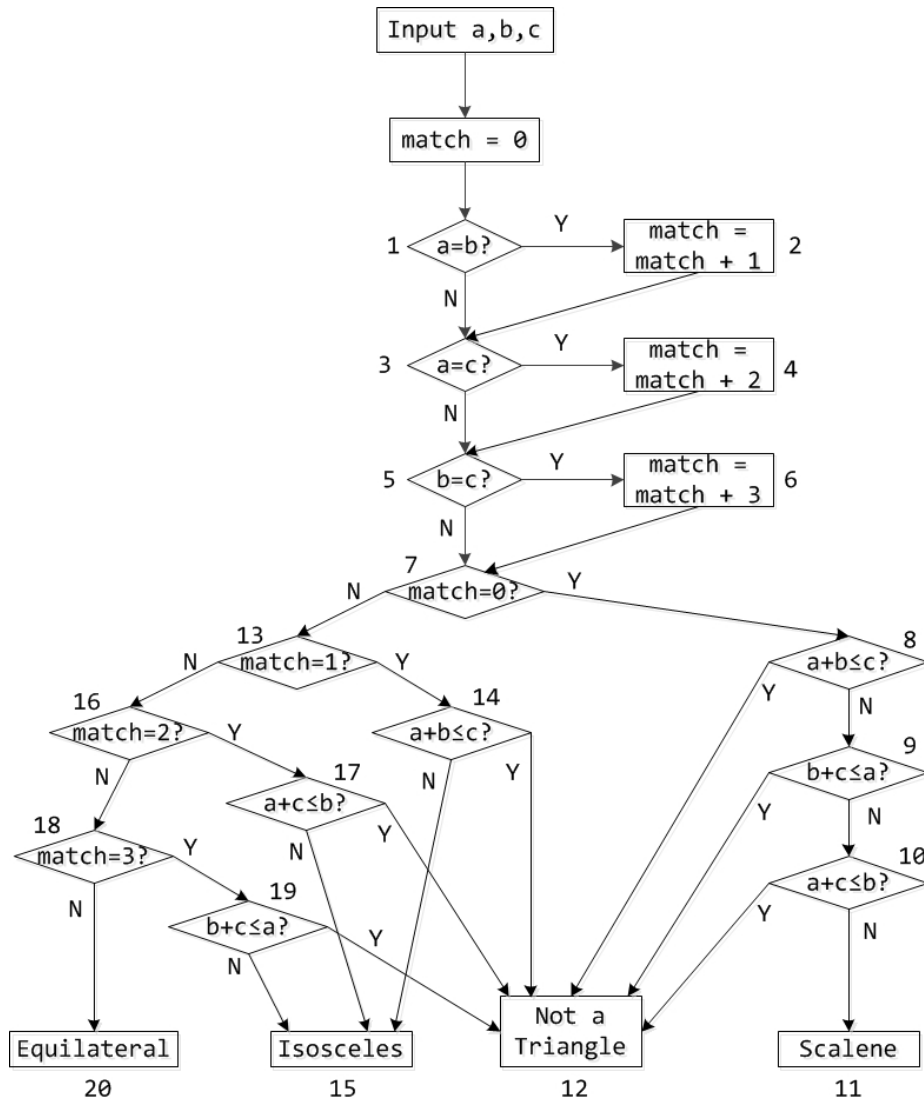 Input a,b,c
match = 0
Y
1
a=b?
match =
match + 1
2
N
Y
3
a=c?
match =
match + 2
4
N
Y
5
b=c?
match =
match + 3
6
N
7
match=0?
N
Y
13
match=1?
N
Y
8
a+b≤c?
Y
N
16
match=2?
Y
N
14
a+b≤c?
N
Y
9
b+c≤a?
Y
N
17
a+c≤b?
Y
N
18
match=3?
Y
N
10
a+c≤b?
Y
N
19
b+c≤a?
Y
N
Equilateral
20
Isosceles
15
Not a
Triangle
12
Scalene
11